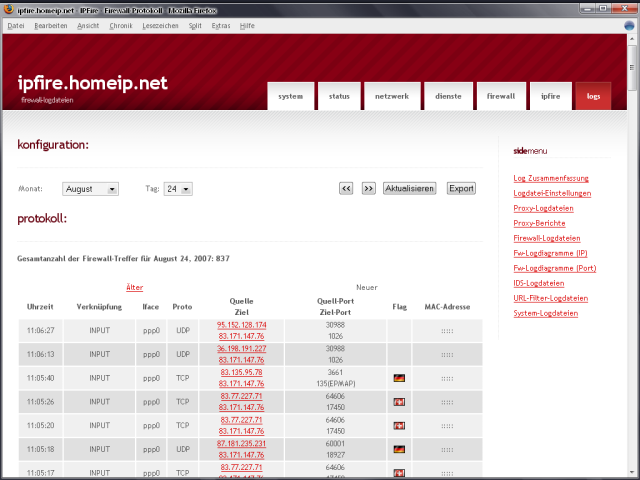 ipfire.homeip.net - IPFire - Firewall-Protokoll - Mozilla Firefox
Datei Bearbeiten Ansicht Chronik Lesezeichen Split Extras Hilfe
ipfire.homeip.net
firewall-logdateien
system status netzwerk dienste firewall ipfire logs
konfiguration:
Monat: August Tag: 24 << >> Aktualisieren Export
protokoll:
Gesamtanzahl der Firewall-Treffer für August 24, 2007: 837
Älter Neuer
Uhrzeit Verknüpfung Iface Proto Quelle Ziel Quell-Port Ziel-Port Flag MAC-Adresse
11:06:27 INPUT ppp0 UDP 95.152.128.174 30988 :::::
83.171.147.76 1026
11:06:13 INPUT ppp0 UDP 36.198.191.227 30988 :::::
83.171.147.76 1026
11:05:40 INPUT ppp0 TCP 83.135.95.78 3661 :::::
83.171.147.76 135(EPMAP)
11:05:26 INPUT ppp0 TCP 83.77.227.71 64606 :::::
83.171.147.76 17450
11:05:20 INPUT ppp0 TCP 83.77.227.71 64606 :::::
83.171.147.76 17450
11:05:18 INPUT ppp0 TCP 87.181.235.231 60001 :::::
83.171.147.76 18927
11:05:17 INPUT ppp0 TCP 83.77.227.71 64606 :::::
83.171.147.76 17450
sidemenu
Log Zusammenfassung
Logdatei-Einstellungen
Proxy-Logdateien
Proxy-Berichte
Firewall-Logdateien
Fw-Logdiagramme (IP)
Fw-Logdiagramme (Port)
IDS-Logdateien
URL-Filter-Logdateien
System-Logdateien